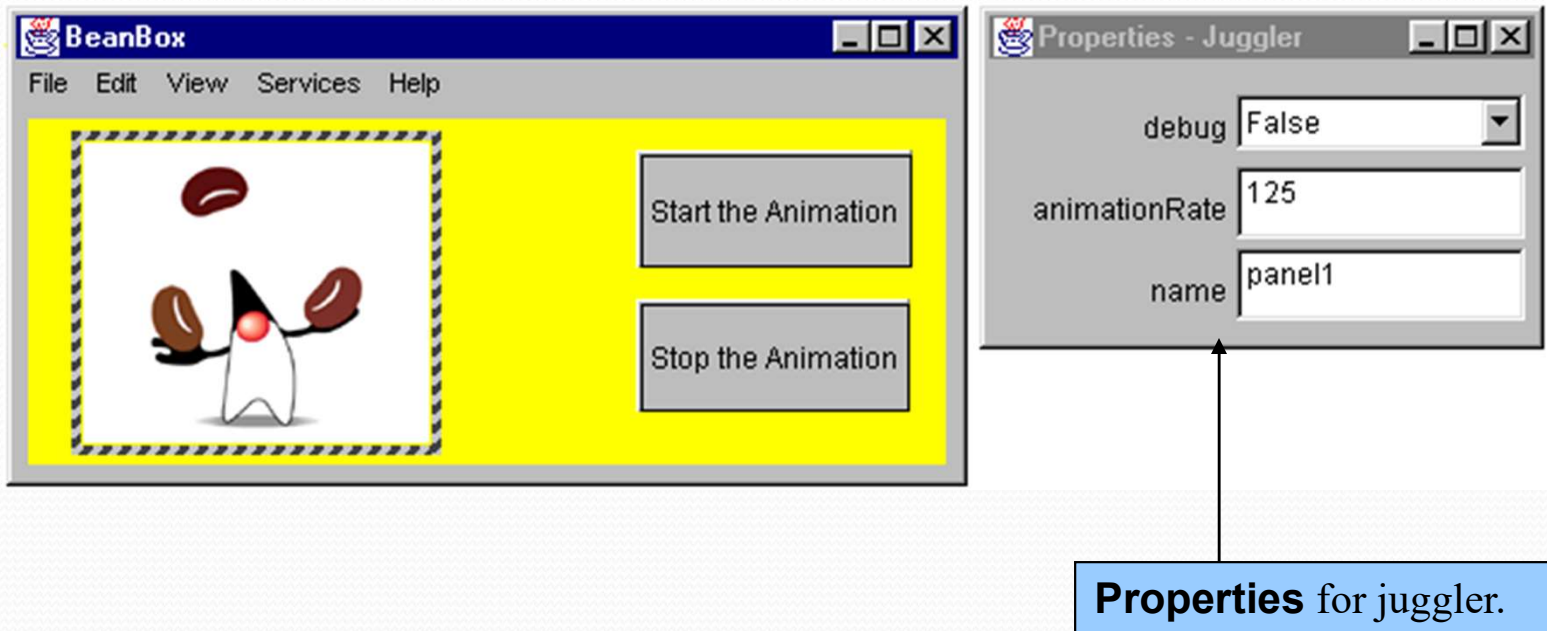 BeanBox
File Edit View Services Help
Start the Animation
Stop the Animation
Properties - Juggler
debug False
animationRate 125
name panel1
Properties for juggler.